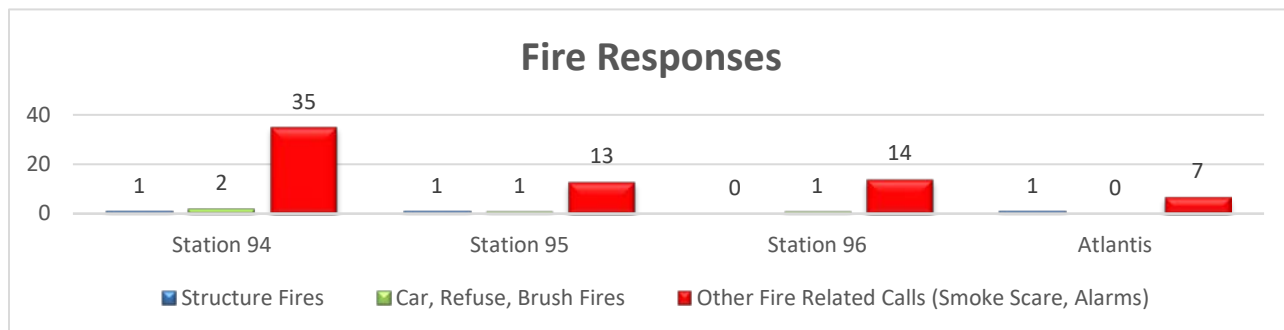 Fire Responses
35
40
20
1 2 1 1 13 0 1 14 1 0 7
0
Station 94 Station 95 Station 96 Atlantis
Structure Fires Car, Refuse, Brush Fires Other Fire Related Calls (Smoke Scare, Alarms)